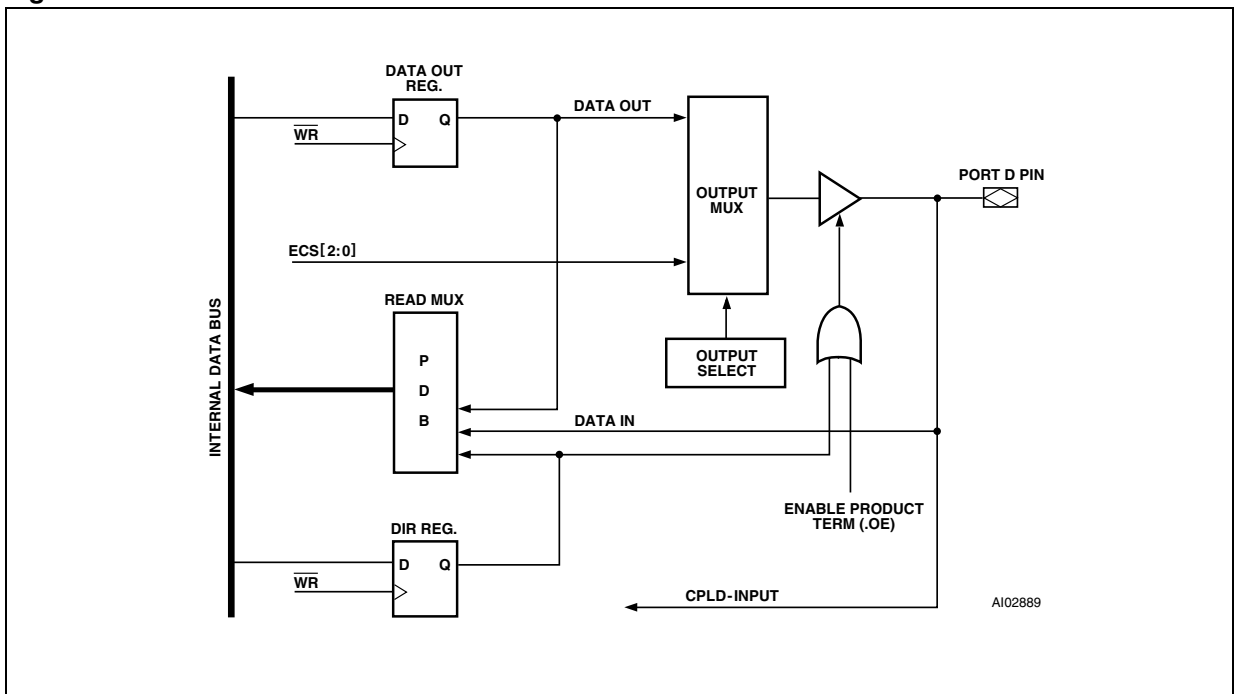 DATA OUT
REG.
D Q
WR
DATA OUT
ECS[2:0]
OUTPUT
MUX
PORT D PIN
READ MUX
P
D
B
OUTPUT
SELECT
INTERNAL DATA BUS
DATA IN
ENABLE PRODUCT
TERM (.OE)
DIR REG.
D Q
WR
CPLD-INPUT
AI02889